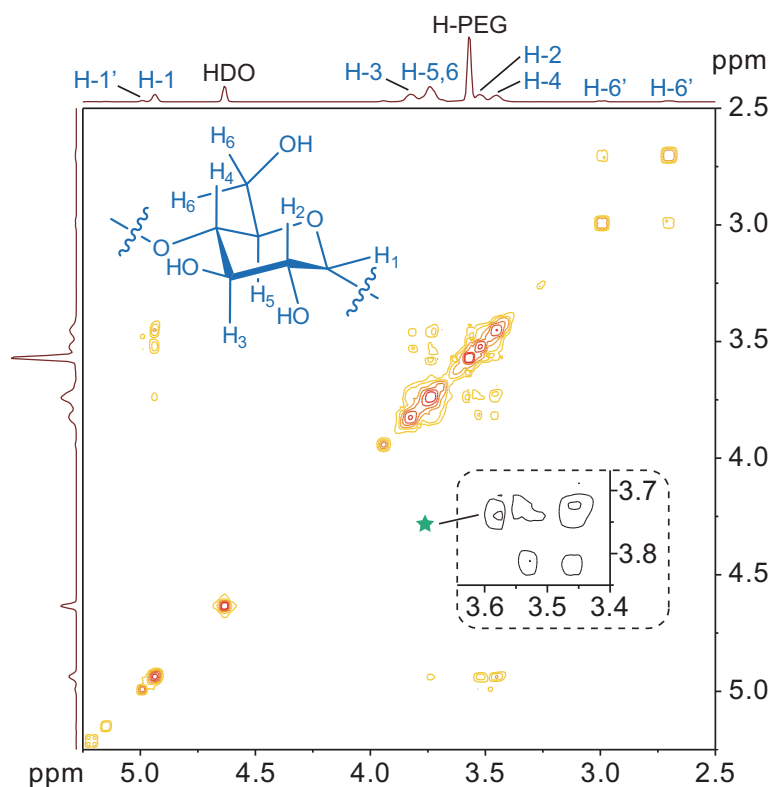 H-PEG
ppm
H-1’ H-1 HDO H-3 H-5,6 H-2 H-4 H-6’ H-6’
2.5
3.0
3.5
4.0
4.5
5.0
H6 OH
H4
H6 H2
O O
HO H1
H5 HO
H3
3.7
3.8
3.6 3.5 3.4
ppm 5.0 4.5 4.0 3.5 3.0 2.5